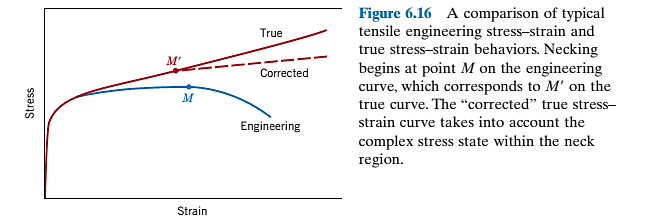 True
M′
Corrected
M
Engineering
Stress
Strain
Figure 6.16 A comparison of typical
tensile engineering stress–strain and
true stress–strain behaviors. Necking
begins at point M on the engineering
curve, which corresponds to M′ on the
true curve. The “corrected” true stress–
strain curve takes into account the
complex stress state within the neck
region.